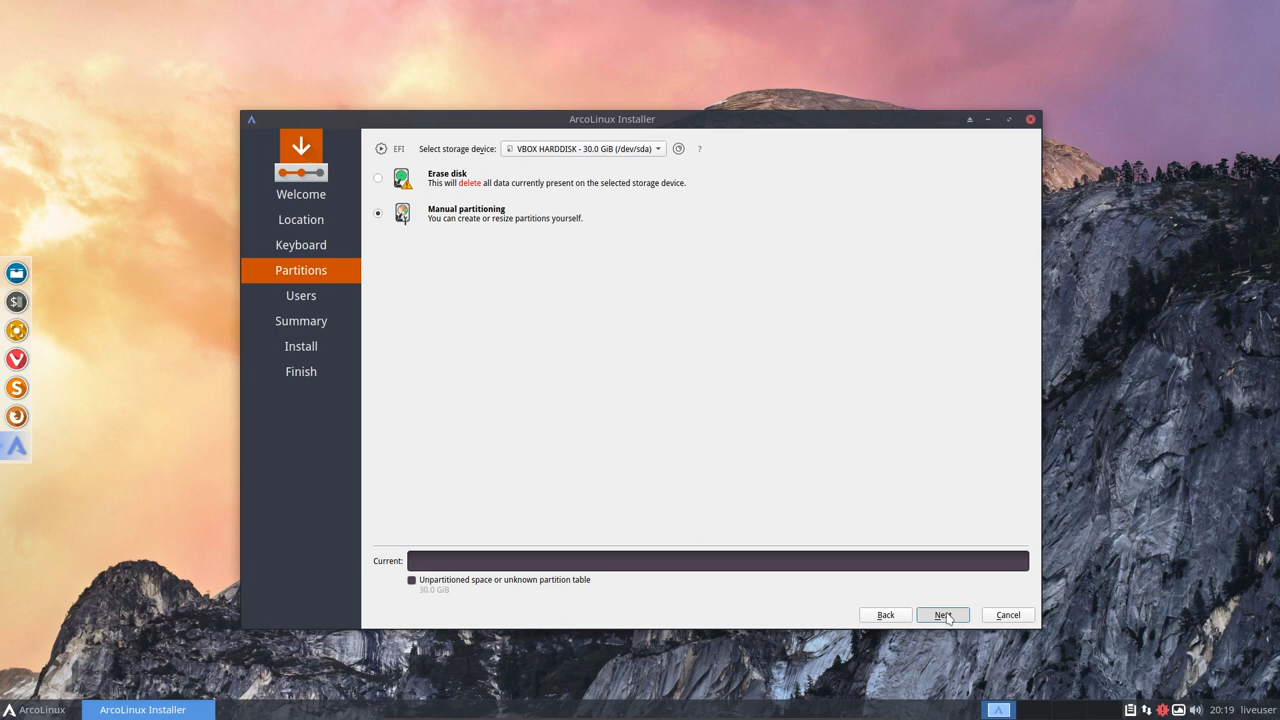 ArcoLinux Installer
EFI
Select storage device:
VBOX HARDDISK - 30.0 GiB (/dev/sda)
?
Erase disk
This will delete all data currently present on the selected storage device.
Manual partitioning
You can create or resize partitions yourself.
Welcome
Location
Keyboard
Partitions
Users
Summary
Install
Finish
Current:
Unpartitioned space or unknown partition table
30.0 GiB
Back
Cancel
ArcoLinux
ArcoLinux Installer
20:19
liveuser